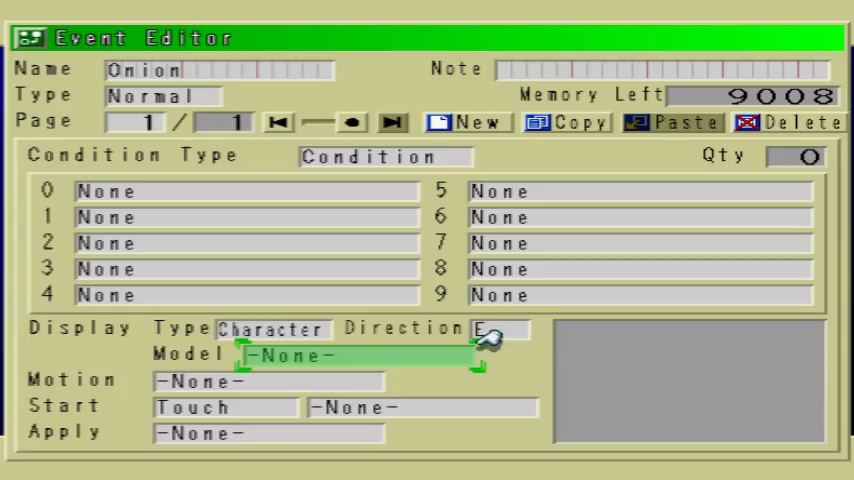 Event Editor
Name Onion Note
Type Normal Memory Left 9008
Page 1 / 1 New Copy Paste Delete
Condition Type Condition Qty 0
0 None 5 None
1 None 6 None
2 None 7 None
3 None 8 None
4 None 9 None
Display Type Character Direction E
Model -None-
Motion -None-
Start Touch -None-
Apply -None-